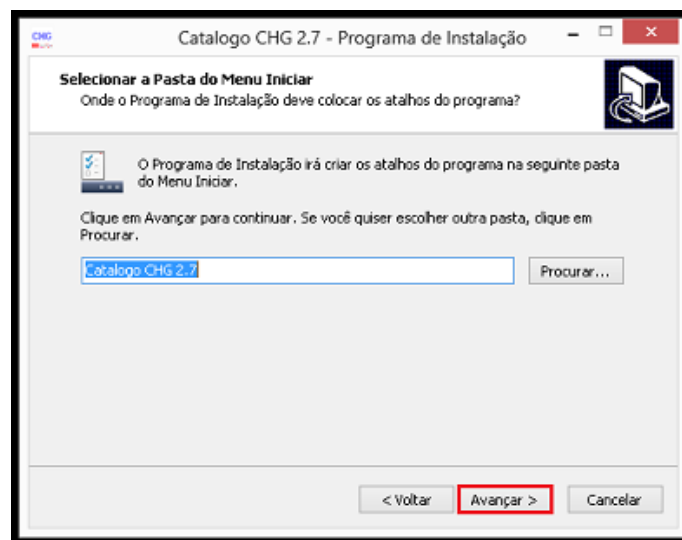 CHG
Catalogo CHG 2.7 - Programa de Instalação
Selecionar a Pasta do Menu Iniciar
Onde o Programa de Instalação deve colocar os atalhos do programa?
O Programa de Instalação irá criar os atalhos do programa na seguinte pasta
do Menu Iniciar.
Clique em Avançar para continuar. Se você quiser escolher outra pasta, clique em
Procurar.
Catalogo CHG 2.7
Procurar...
< Voltar
Avançar >
Cancelar